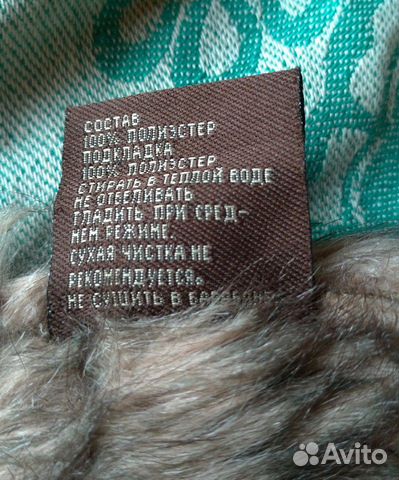 СОСТАВ
100% ПОЛИЭСТЕР
ПОДКЛАДКА
100% ПОЛИЭСТЕР
СТИРАТЬ В ТЕПЛОЙ ВОДЕ
НЕ ОТБЕЛИВАТЬ
ГЛАДИТЬ ПРИ СРЕД-
НЕМ РЕЖИМЕ.
СУХАЯ ЧИСТКА НЕ
РЕКОМЕНДУЕТСЯ.
НЕ СУШИТЬ В БАРАБАНЕ
Avito